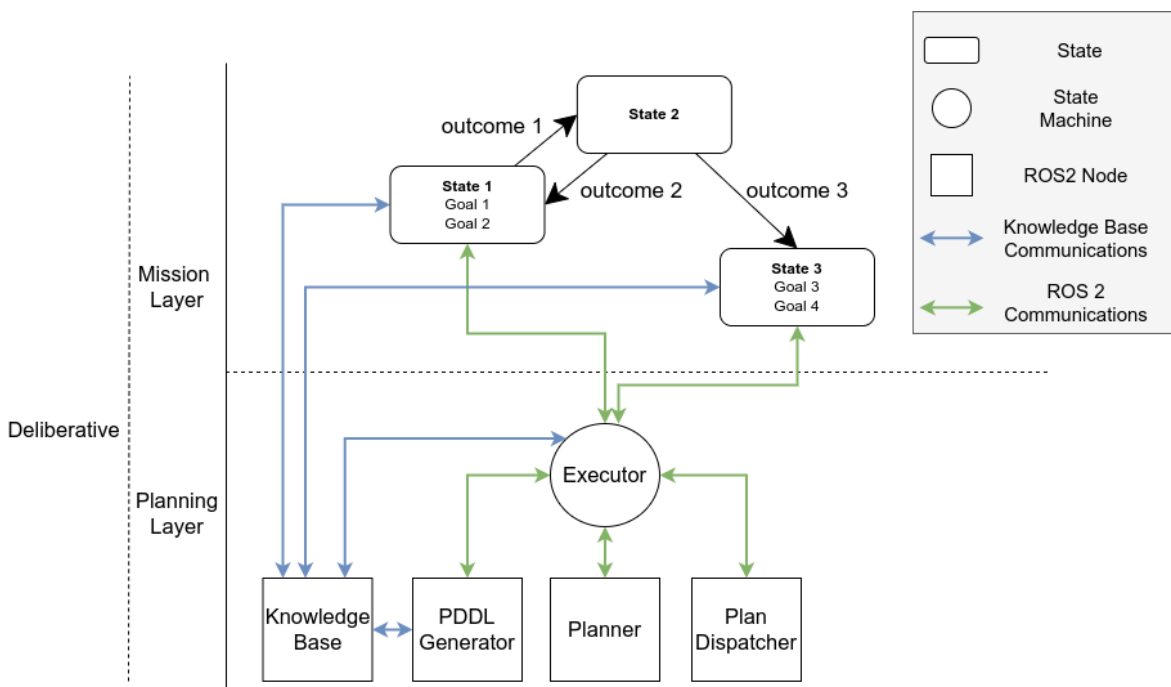 State
State
Machine
ROS2 Node
Knowledge Base
Communications
ROS 2
Communications
Deliberative
Mission
Layer
Planning
Layer
State 2
outcome 1
outcome 2
outcome 3
State 1
Goal 1
Goal 2
State 3
Goal 3
Goal 4
Executor
Knowledge
Base
PDDL
Generator
Planner
Plan
Dispatcher